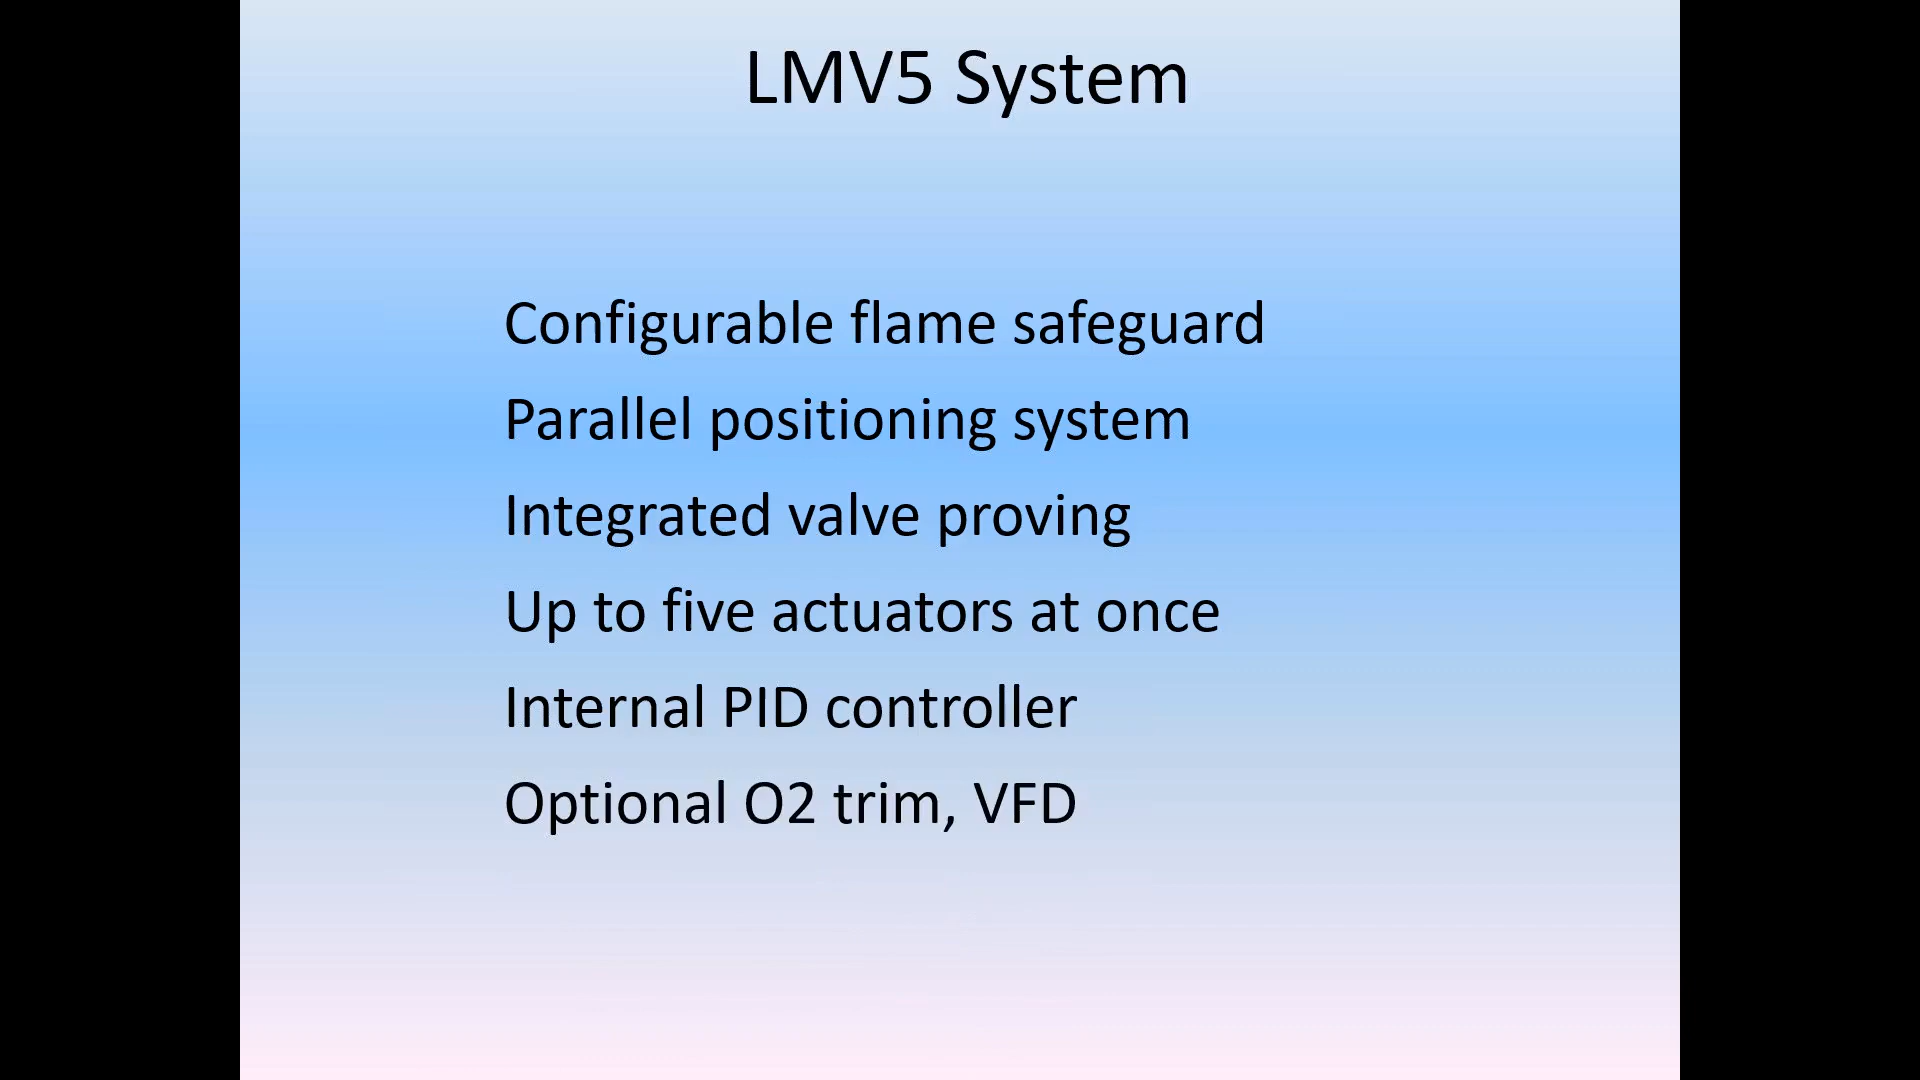 LMV5 System
Configurable flame safeguard
Parallel positioning system
Integrated valve proving
Up to five actuators at once
Internal PID controller
Optional O2 trim, VFD